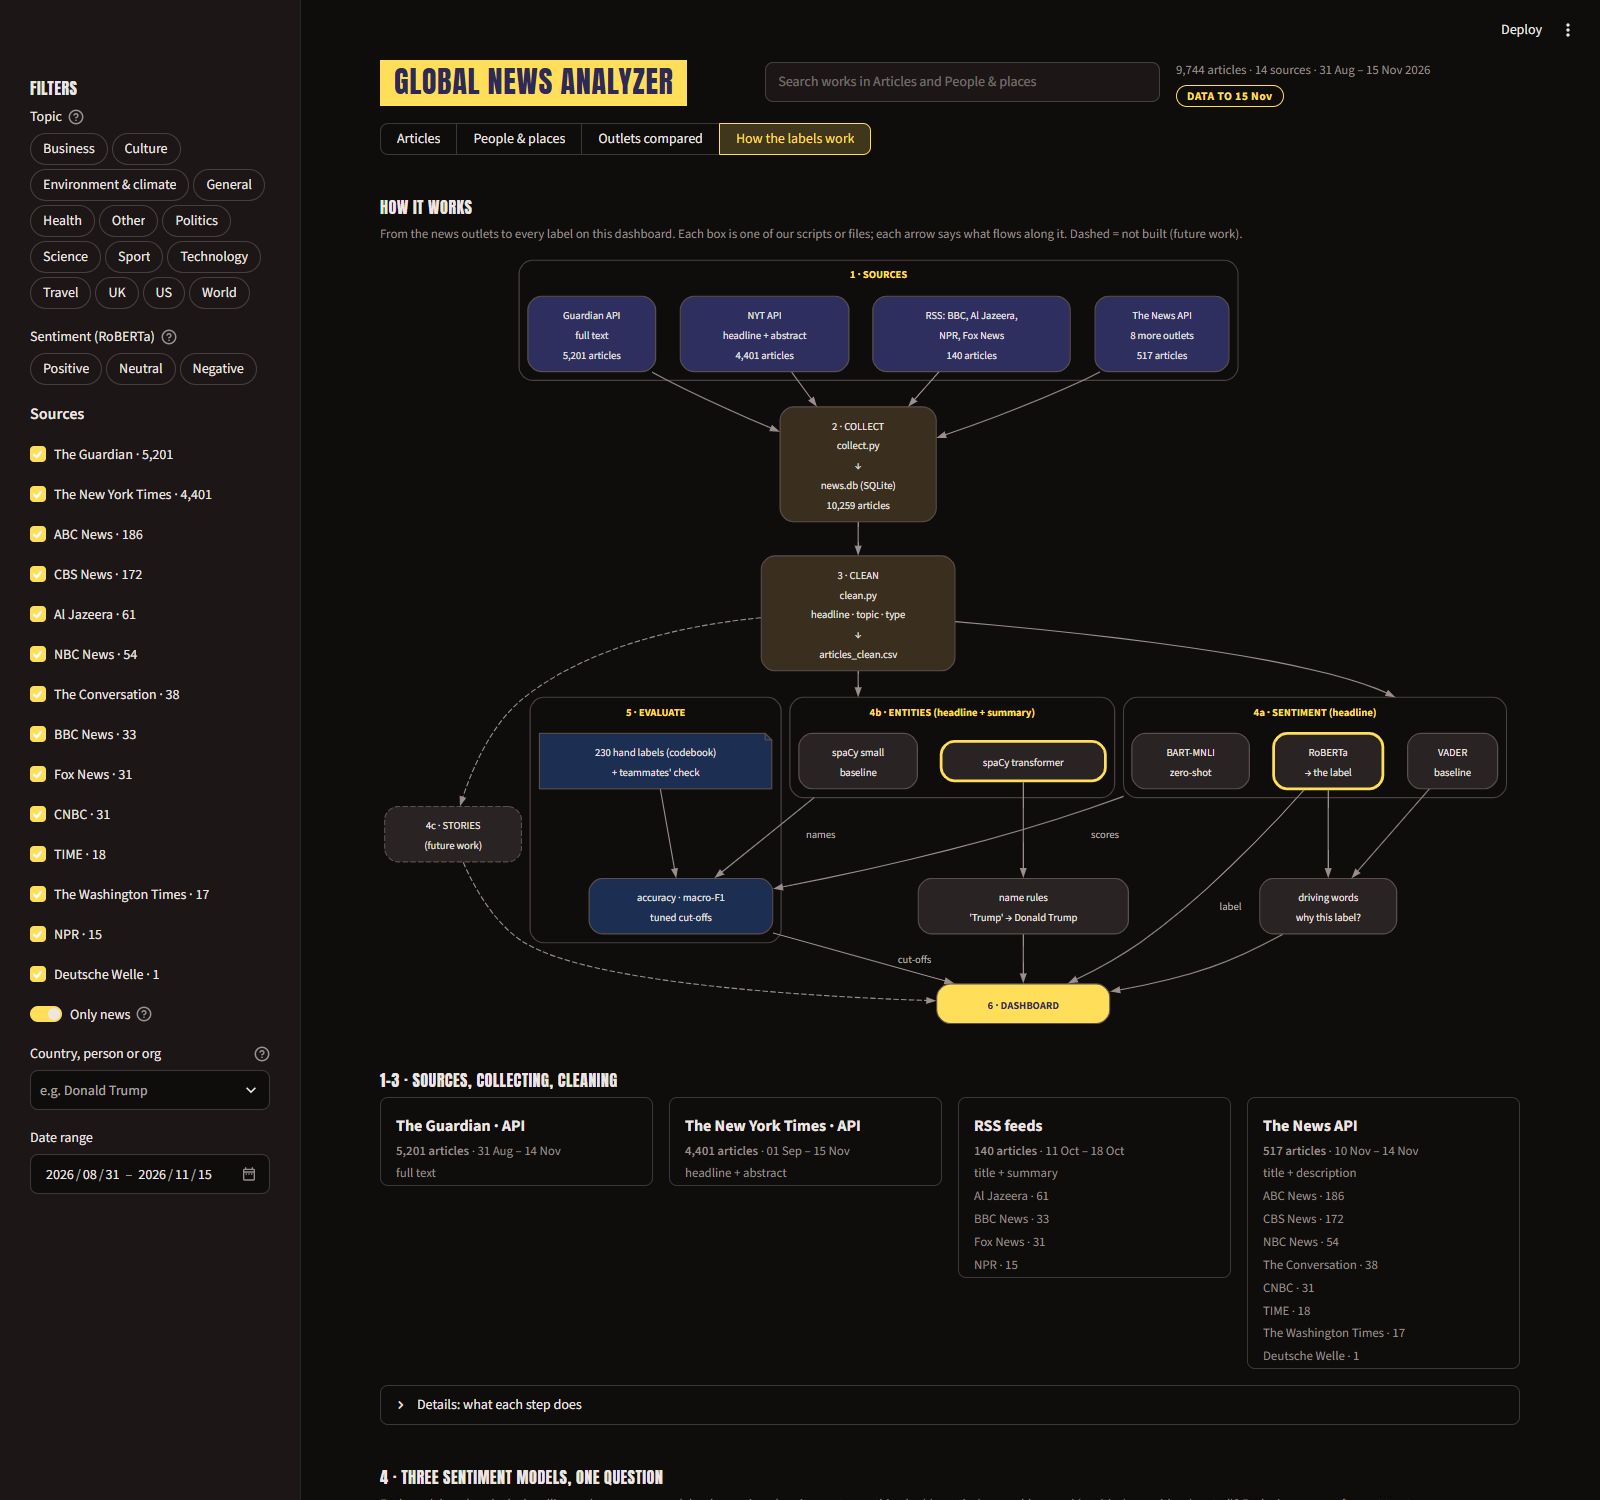 Deploy
FILTERS
Topic
Business
Culture
Environment & climate
General
Health
Other
Politics
Science
Sport
Technology
Travel
UK
US
World
Sentiment (RoBERTa)
Positive
Neutral
Negative
Sources
The Guardian · 5,201
The New York Times · 4,401
ABC News · 186
CBS News · 172
Al Jazeera · 61
NBC News · 54
The Conversation · 38
BBC News · 33
Fox News · 31
CNBC · 31
TIME · 18
The Washington Times · 17
NPR · 15
Deutsche Welle · 1
Only news
Country, person or org
e.g. Donald Trump
Date range
2026/08/31 – 2026/11/15
GLOBAL NEWS ANALYZER
Search works in Articles and People & places
9,744 articles · 14 sources · 31 Aug – 15 Nov 2026
DATA TO 15 Nov
Articles
People & places
Outlets compared
How the labels work
HOW IT WORKS
From the news outlets to every label on this dashboard. Each box is one of our scripts or files; each arrow says what flows along it. Dashed = not built (future work).
1 · SOURCES
Guardian API
full text
5,201 articles
NYT API
headline + abstract
4,401 articles
RSS: BBC, Al Jazeera,
NPR, Fox News
140 articles
The News API
8 more outlets
517 articles
2 · COLLECT
collect.py
↓
news.db (SQLite)
10,259 articles
3 · CLEAN
clean.py
headline · topic · type
↓
articles_clean.csv
5 · EVALUATE
230 hand labels (codebook)
+ teammates' check
4b · ENTITIES (headline + summary)
spaCy small
baseline
spaCy transformer
4a · SENTIMENT (headline)
BART-MNLI
zero-shot
RoBERTa
→ the label
VADER
baseline
4c · STORIES
(future work)
names
scores
accuracy · macro-F1
tuned cut-offs
name rules
'Trump' → Donald Trump
label
driving words
why this label?
cut-offs
6 · DASHBOARD
1-3 · SOURCES, COLLECTING, CLEANING
The Guardian · API
5,201 articles · 31 Aug – 14 Nov
full text
The New York Times · API
4,401 articles · 01 Sep – 15 Nov
headline + abstract
RSS feeds
140 articles · 11 Oct – 18 Oct
title + summary
Al Jazeera · 61
BBC News · 33
Fox News · 31
NPR · 15
The News API
517 articles · 10 Nov – 14 Nov
title + description
ABC News · 186
CBS News · 172
NBC News · 54
The Conversation · 38
CNBC · 31
TIME · 18
The Washington Times · 17
Deutsche Welle · 1
Details: what each step does
4 · THREE SENTIMENT MODELS, ONE QUESTION